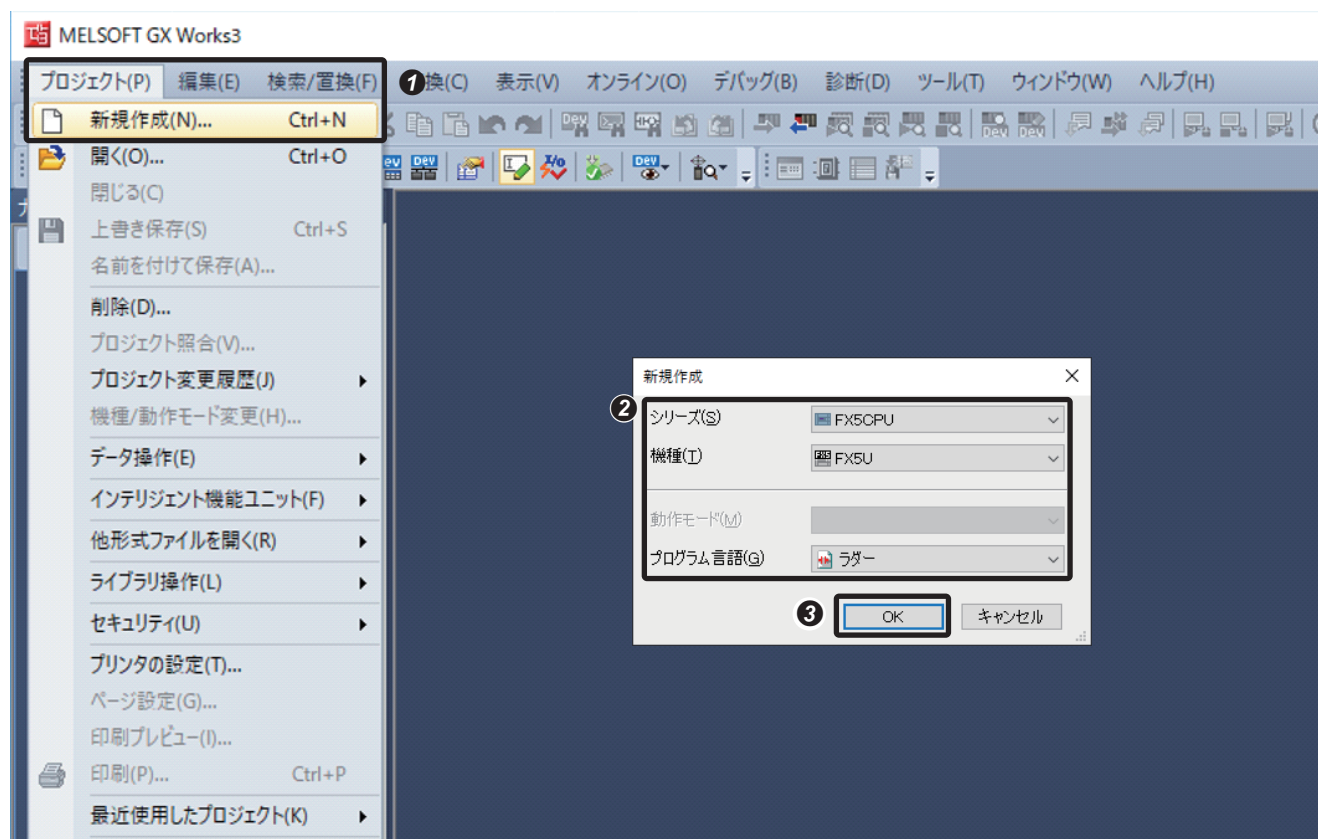 MELSOFT GX Works3
プロジェクト(P) 編集(E) 検索/置換(F) ❶換(C) 表示(V) オンライン(O) デバッグ(B) 診断(D) ツール(T) ウィンドウ(W) ヘルプ(H)
新規作成(N)... Ctrl+N
開く(O)... Ctrl+O
閉じる(C)
上書き保存(S) Ctrl+S
名前を付けて保存(A)...
削除(D)...
プロジェクト照合(V)...
プロジェクト変更履歴(J)
機種/動作モード変更(H)...
データ操作(E)
インテリジェント機能ユニット(F)
他形式ファイルを開く(R)
ライブラリ操作(L)
セキュリティ(U)
プリンタの設定(T)...
ページ設定(G)...
印刷プレビュー(I)...
印刷(P)... Ctrl+P
最近使用したプロジェクト(K)
新規作成
❷
シリーズ(S) FX5CPU
機種(T) FX5U
動作モード(M)
プログラム言語(G) ラダー
❸ OK キャンセル